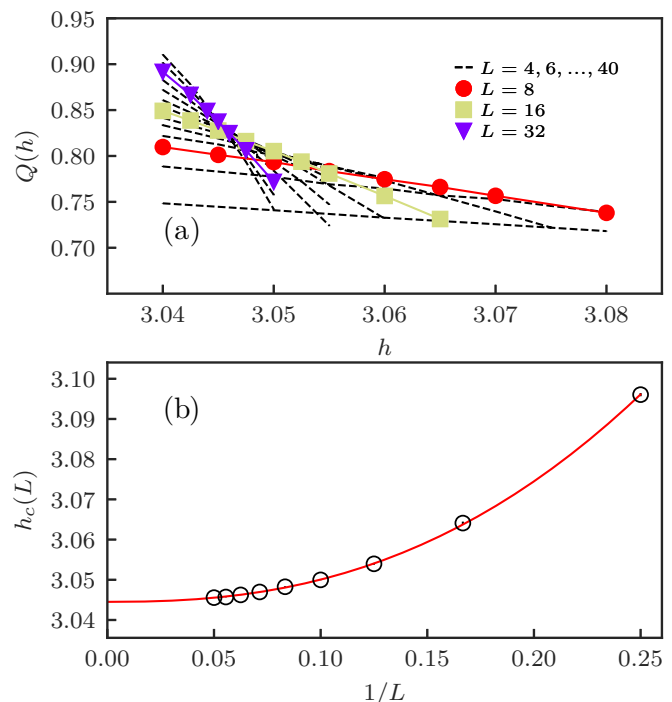 0.95
0.90
0.85
0.80
0.75
0.70
Q(h)
L = 4, 6, ..., 40
L = 8
L = 16
L = 32
(a)
3.04 3.05 3.06 3.07 3.08
h
3.10
3.09
3.08
3.07
3.06
3.05
3.04
h_c(L)
(b)
0.00 0.05 0.10 0.15 0.20 0.25
1/L